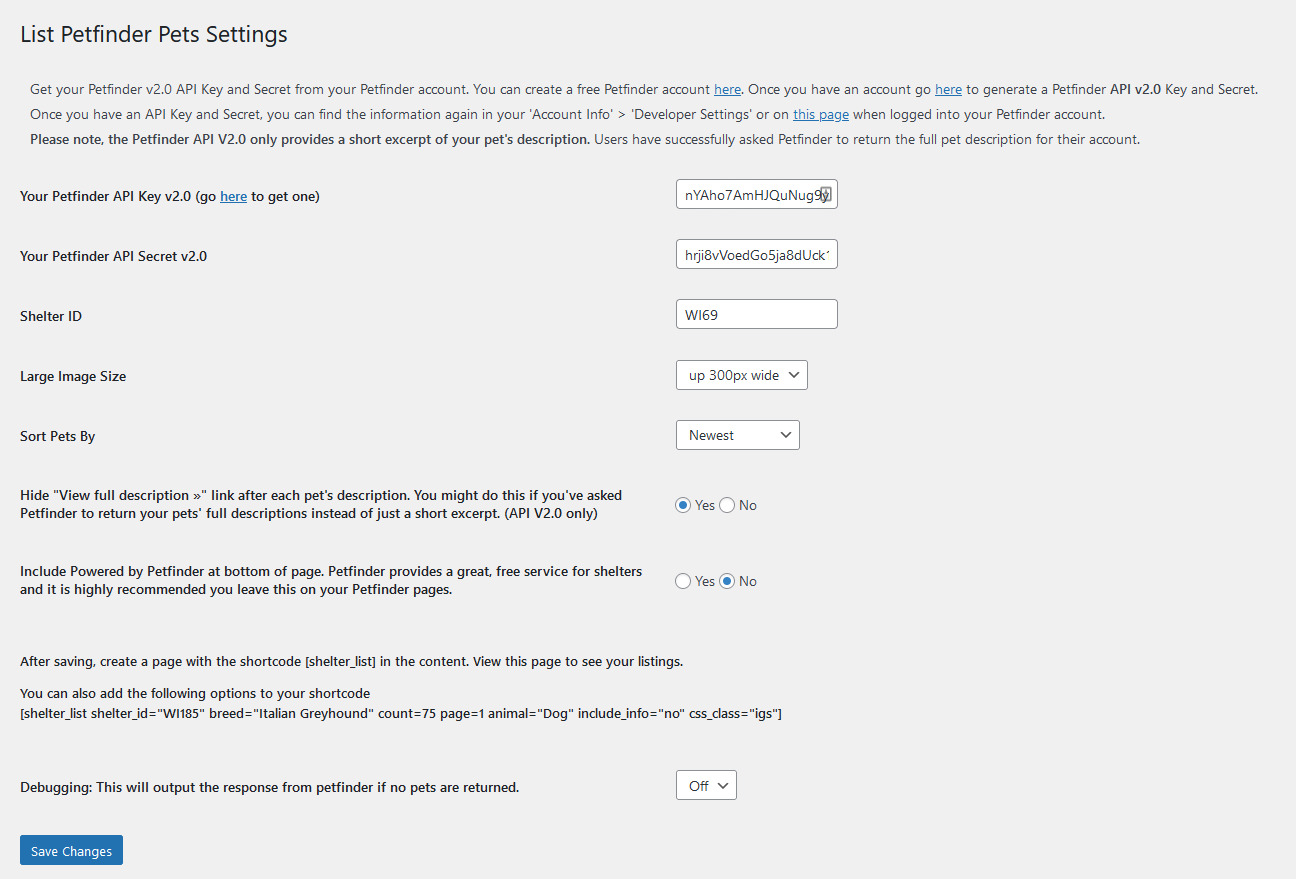 List Petfinder Pets Settings
Get your Petfinder v2.0 API Key and Secret from your Petfinder account. You can create a free Petfinder account here. Once you have an account go here to generate a Petfinder API v2.0 Key and Secret.
Once you have an API Key and Secret, you can find the information again in your 'Account Info' > 'Developer Settings' or on this page when logged into your Petfinder account.
Please note, the Petfinder API V2.0 only provides a short excerpt of your pet's description. Users have successfully asked Petfinder to return the full pet description for their account.
Your Petfinder API Key v2.0 (go here to get one)
nYAho7AmHJQuNug9y
Your Petfinder API Secret v2.0
hrji8vVoedGo5ja8dUck
Shelter ID
WI69
Large Image Size
up 300px wide
Sort Pets By
Newest
Hide "View full description »" link after each pet's description. You might do this if you've asked
Petfinder to return your pets' full descriptions instead of just a short excerpt. (API V2.0 only)
Yes No
Include Powered by Petfinder at bottom of page. Petfinder provides a great, free service for shelters
and it is highly recommended you leave this on your Petfinder pages.
Yes No
After saving, create a page with the shortcode [shelter_list] in the content. View this page to see your listings.
You can also add the following options to your shortcode
[shelter_list shelter_id="WI185" breed="Italian Greyhound" count=75 page=1 animal="Dog" include_info="no" css_class="igs"]
Debugging: This will output the response from petfinder if no pets are returned.
Off
Save Changes